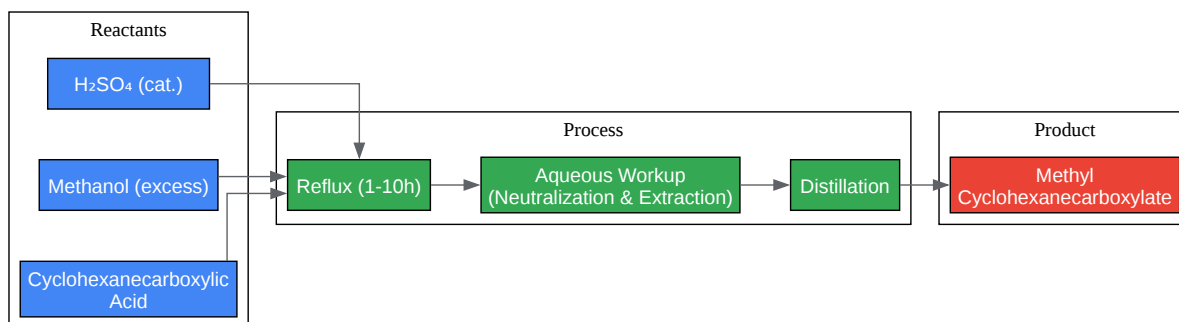 Reactants
H₂SO₄ (cat.)
Methanol (excess)
Cyclohexanecarboxylic
Acid
Process
Reflux (1-10h)
Aqueous Workup
(Neutralization & Extraction)
Distillation
Product
Methyl
Cyclohexanecarboxylate